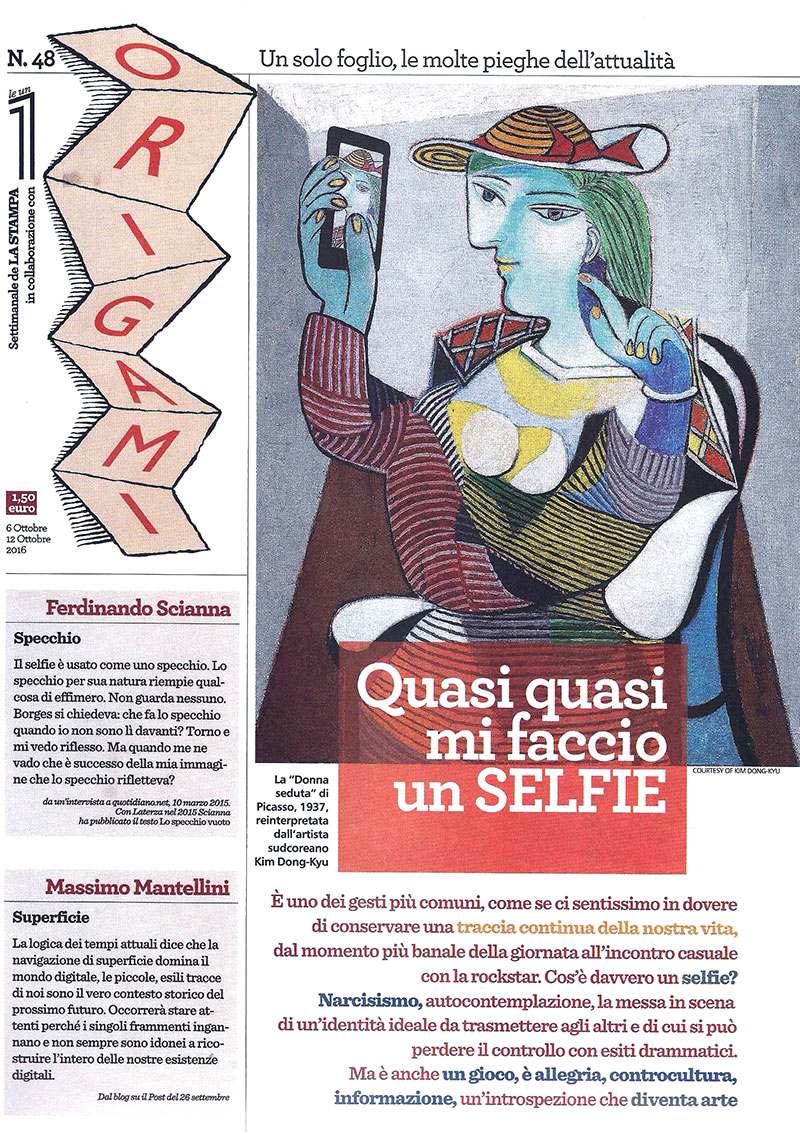 N. 48
Un solo foglio, le molte pieghe dell'attualità
ORIGAMI
le un
1
Settimanale de LA STAMPA
in collaborazione con
1,50
euro
6 Ottobre
12 Ottobre
2016
Ferdinando Scianna
Specchio
Il selfie è usato come uno specchio. Lo
specchio per sua natura riempie qual-
cosa di effimero. Non guarda nessuno.
Borges si chiedeva: che fa lo specchio
quando io non sono lì davanti? Torno e
mi vedo riflesso. Ma quando me ne
vado che è successo della mia immagi-
ne che lo specchio rifletteva?
da un'intervista a quotidiano.net, 10 marzo 2015.
Con Laterza nel 2015 Scianna
ha pubblicato il testo Lo specchio vuoto
Massimo Mantellini
Superficie
La logica dei tempi attuali dice che la
navigazione di superficie domina il
mondo digitale, le piccole, esili tracce
di noi sono il vero contesto storico del
prossimo futuro. Occorrerà stare at-
tenti perché i singoli frammenti ingan-
nano e non sempre sono idonei a rico-
struire l'intero delle nostre esistenze
digitali.
Dal blog su il Post del 26 settembre
Quasi quasi
mi faccio
un SELFIE
COURTESY OF KIM DONG-KYU
La "Donna
seduta" di
Picasso, 1937,
reinterpretata
dall'artista
sudcoreano
Kim Dong-Kyu
È uno dei gesti più comuni, come se ci sentissimo in dovere
di conservare una traccia continua della nostra vita,
dal momento più banale della giornata all'incontro casuale
con la rockstar. Cos'è davvero un selfie?
Narcisismo, autocontemplazione, la messa in scena
di un'identità ideale da trasmettere agli altri e di cui si può
perdere il controllo con esiti drammatici.
Ma è anche un gioco, è allegria, controcultura,
informazione, un'introspezione che diventa arte